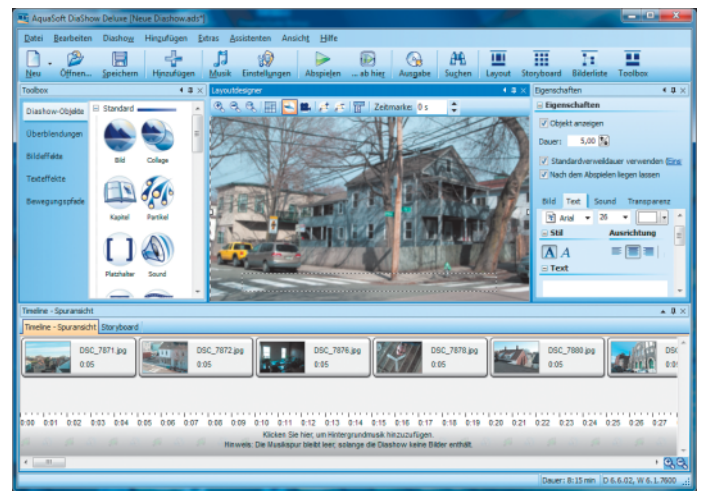 AquaSoft DiaShow Deluxe [Neue Diashow.ads*]
Datei Bearbeiten Diashow Hinzufügen Extras Assistenten Ansicht Hilfe
Neu Öffnen... Speichern Hinzufügen Musik Einstellungen Abspielen ... ab hier Ausgabe Suchen Layout Storyboard Bilderliste Toolbox
Toolbox
Diashow-Objekte
Überblendungen
Bildeffekte
Texteffekte
Bewegungspfade
Standard
Bild Collage
Kapitel Partikel
Platzhalter Sound
Layoutdesigner
Zeitmarke: 0 s
Eigenschaften
Eigenschaften
Objekt anzeigen
Dauer: 5,00
Standardverweildauer verwenden (Eins
Nach dem Abspielen liegen lassen
Bild Text Sound Transparenz
Arial 26
Stil Ausrichtung
A A
Text
Timeline - Spuransicht
Timeline - Spuransicht Storyboard
DSC_7871.jpg DSC_7872.jpg DSC_7876.jpg DSC_7878.jpg DSC_7880.jpg DSC
0:05 0:05 0:05 0:05 0:05 0:0
0:00 0:01 0:02 0:03 0:04 0:05 0:06 0:07 0:08 0:09 0:10 0:11 0:12 0:13 0:14 0:15 0:16 0:17 0:18 0:19 0:20 0:21 0:22 0:23 0:24 0:25 0:26 0:27
Klicken Sie hier, um Hintergrundmusik hinzuzufügen.
Hinweis: Die Musikspur bleibt leer, solange die Diashow keine Bilder enthält.
Dauer: 8:15 min D 6.6.02, W 6.1.7600